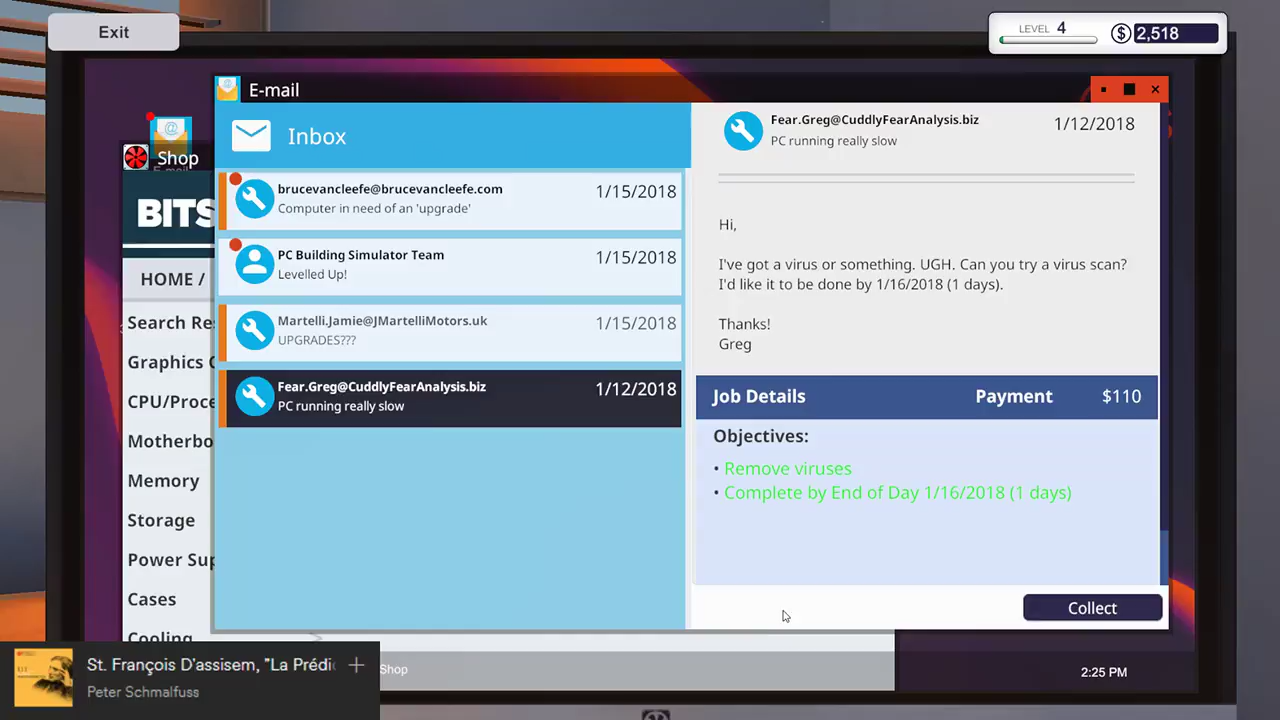 Exit
LEVEL 4
$ 2,518
E-mail
Shop
BITS
HOME /
Search Re
Graphics
CPU/Proce
Motherbo
Memory
Storage
Power Sup
Cases
Cooling
Inbox
brucevancleefe@brucevancleefe.com 1/15/2018
Computer in need of an 'upgrade'
PC Building Simulator Team 1/15/2018
Levelled Up!
Martelli.Jamie@JMartelliMotors.uk 1/15/2018
UPGRADES???
Fear.Greg@CuddlyFearAnalysis.biz 1/12/2018
PC running really slow
Fear.Greg@CuddlyFearAnalysis.biz 1/12/2018
PC running really slow
Hi,
I've got a virus or something. UGH. Can you try a virus scan?
I'd like it to be done by 1/16/2018 (1 days).
Thanks!
Greg
Job Details Payment $110
Objectives:
• Remove viruses
• Complete by End of Day 1/16/2018 (1 days)
Collect
St. François D'assisem, "La Prédi
Peter Schmalfuss
Shop
2:25 PM